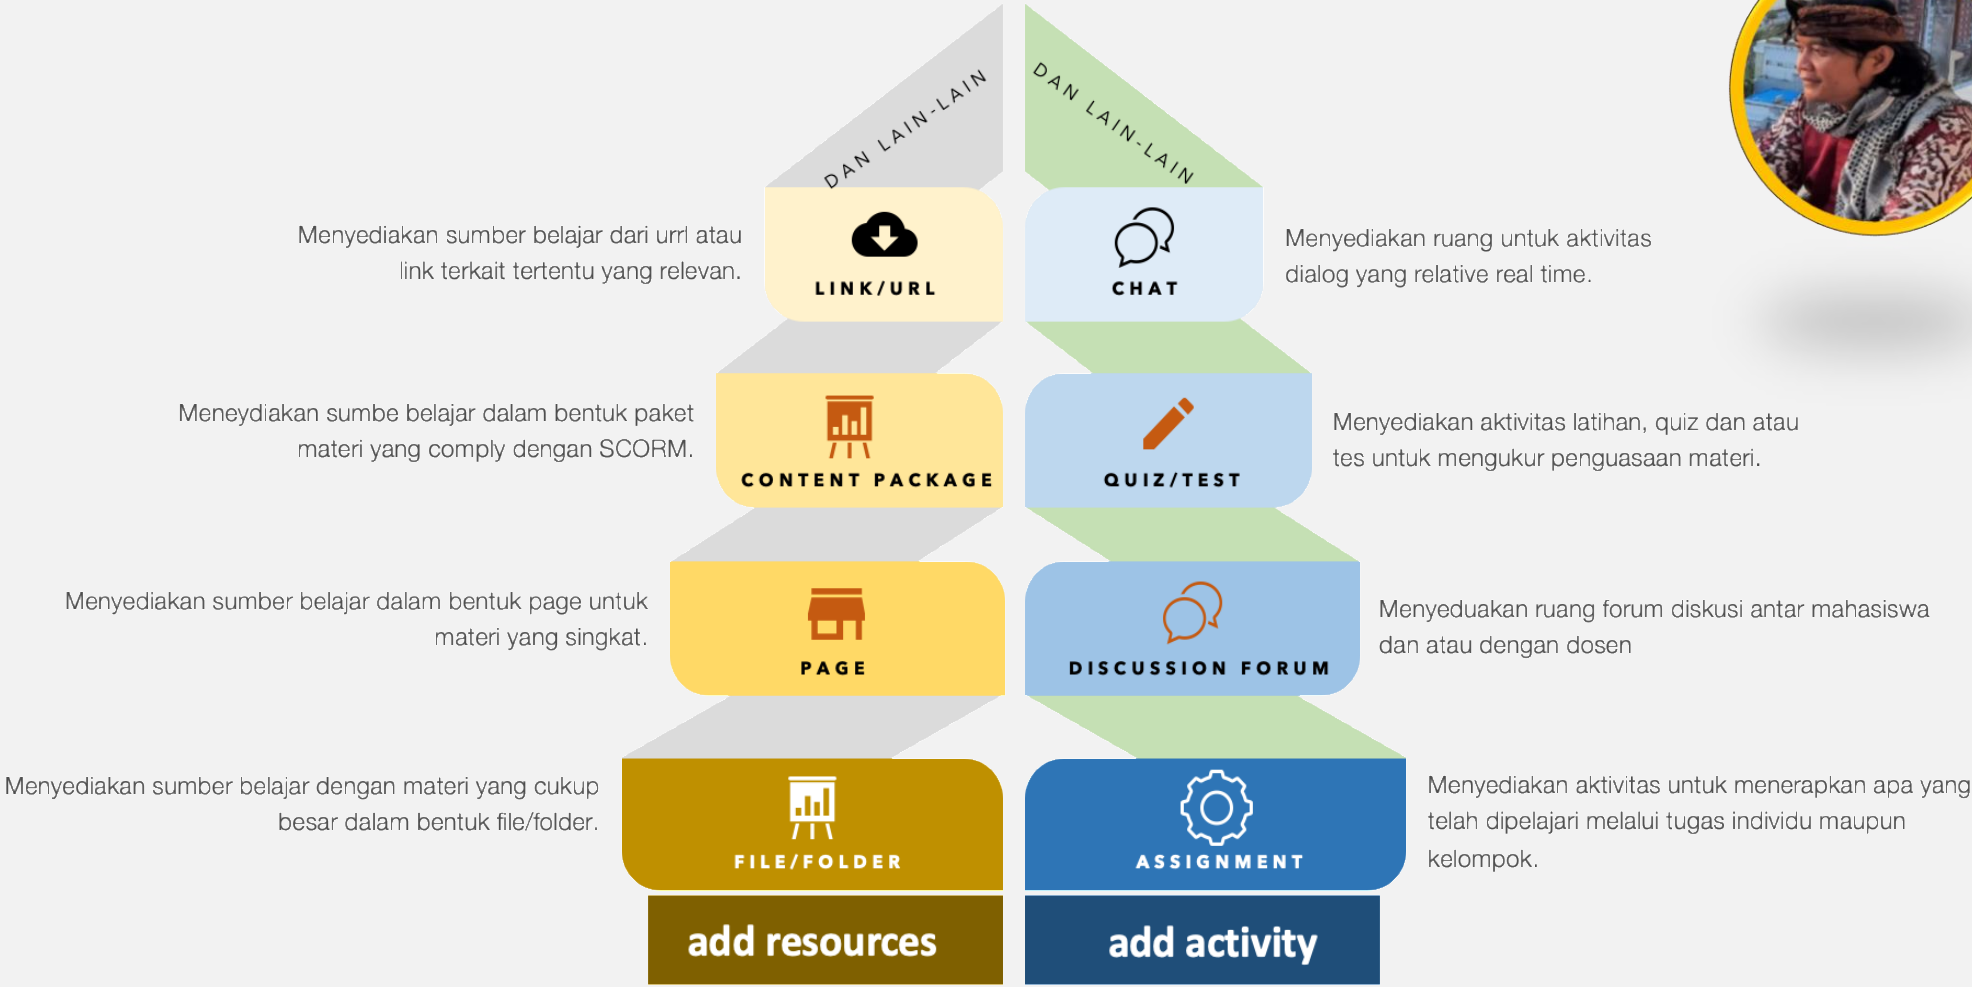 DAN LAIN-LAIN
DAN LAIN-LAIN
Menyediakan sumber belajar dari urrl atau
link terkait tertentu yang relevan.
LINK/URL
CHAT
Menyediakan ruang untuk aktivitas
dialog yang relative real time.
Meneydiakan sumbe belajar dalam bentuk paket
materi yang comply dengan SCORM.
CONTENT PACKAGE
QUIZ/TEST
Menyediakan aktivitas latihan, quiz dan atau
tes untuk mengukur penguasaan materi.
Menyediakan sumber belajar dalam bentuk page untuk
materi yang singkat.
PAGE
DISCUSSION FORUM
Menyeduakan ruang forum diskusi antar mahasiswa
dan atau dengan dosen
Menyediakan sumber belajar dengan materi yang cukup
besar dalam bentuk file/folder.
FILE/FOLDER
ASSIGNMENT
Menyediakan aktivitas untuk menerapkan apa yang
telah dipelajari melalui tugas individu maupun
kelompok.
add resources
add activity